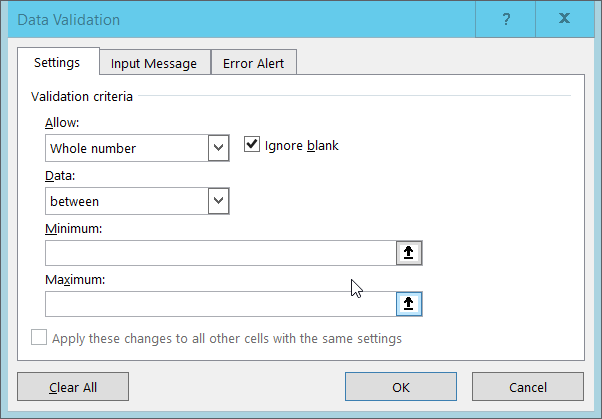 Data Validation ? x
Settings Input Message Error Alert
Validation criteria
Allow:
Whole number Ignore blank
Data:
between
Minimum:
Maximum:
Apply these changes to all other cells with the same settings
Clear All OK Cancel